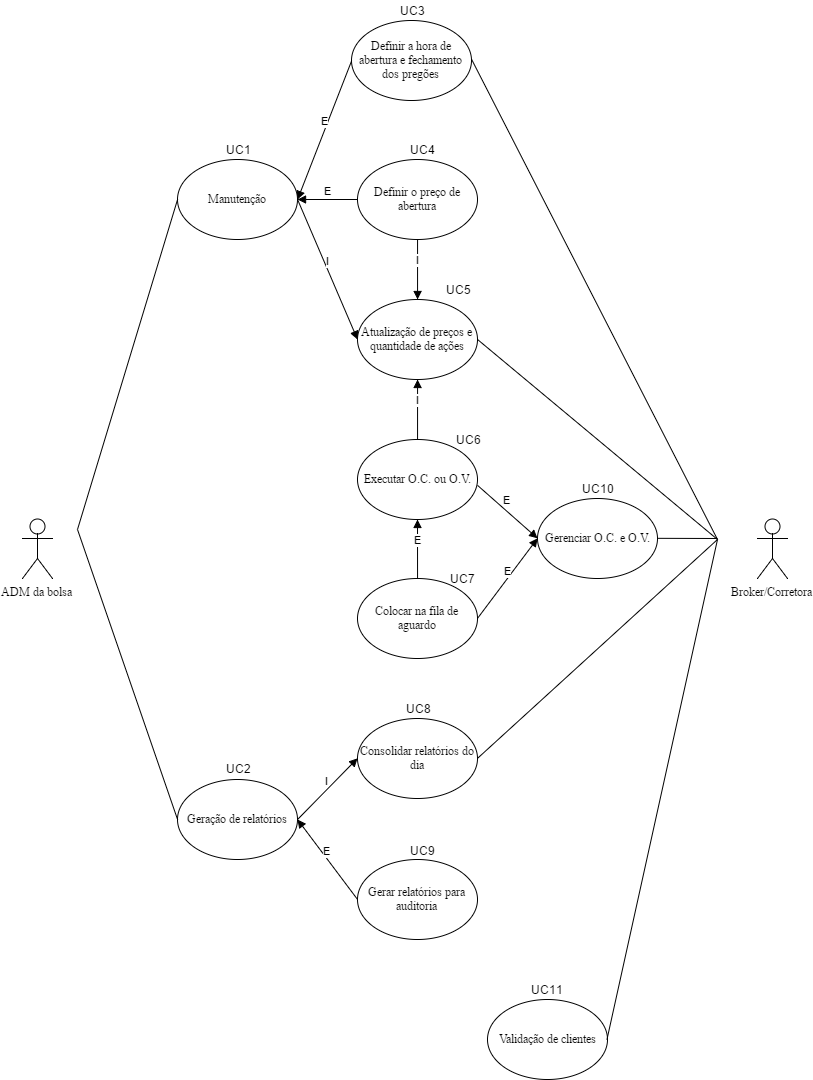 UC3
Definir a hora de
abertura e fechamento
dos pregões
E
UC1
Manutenção
UC4
E
Definir o preço de
abertura
I
I
UC5
Atualização de preços e
quantidade de ações
I
UC6
Executar O.C. ou O.V.
E
UC10
Gerenciar O.C. e O.V.
E
UC7
E
Colocar na fila de
aguardo
ADM da bolsa
Broker/Corretora
UC8
Consolidar relatórios do
dia
UC2
I
Geração de relatórios
E
UC9
Gerar relatórios para
auditoria
UC11
Validação de clientes